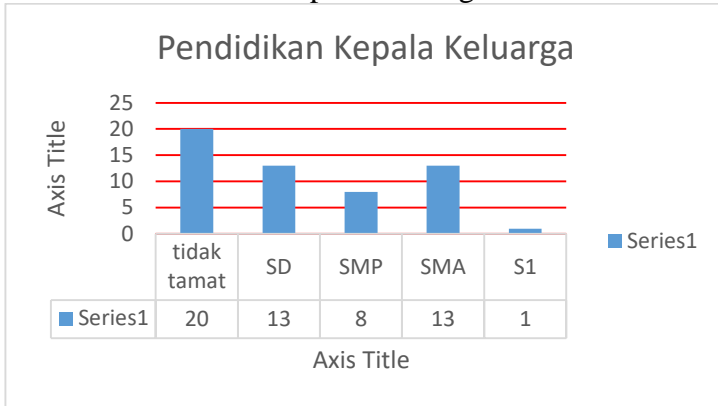 Pendidikan Kepala Keluarga
Axis Title
25
20
15
10
5
0
tidak tamat SD SMP SMA S1
Series1 20 13 8 13 1
Axis Title
Series1